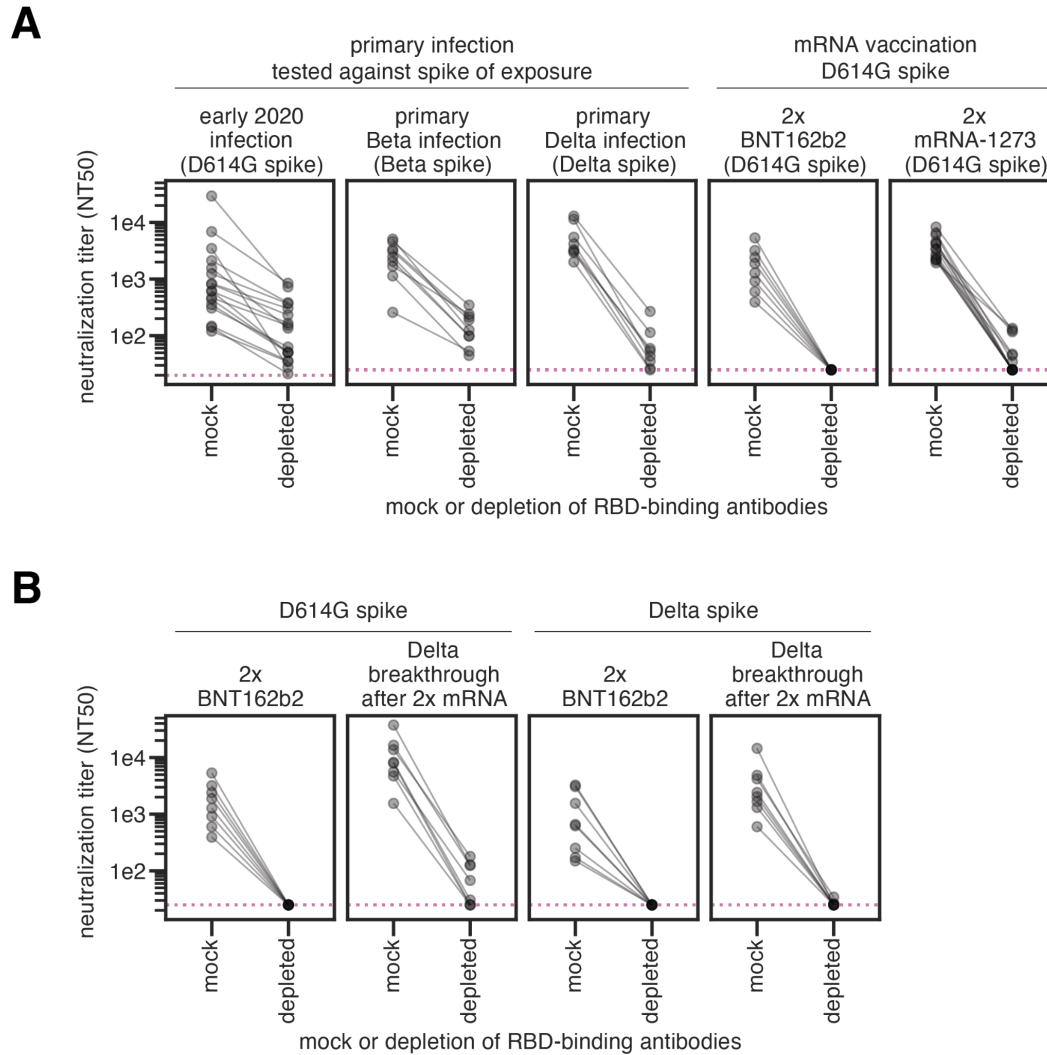 A
primary infection
tested against spike of exposure
mRNA vaccination
D614G spike
early 2020
infection
(D614G spike)
primary
Beta infection
(Beta spike)
primary
Delta infection
(Delta spike)
2x
BNT162b2
(D614G spike)
2x
mRNA-1273
(D614G spike)
neutralization titer (NT50)
1e4
1e3
1e2
mock
depleted
mock
depleted
mock
depleted
mock
depleted
mock
depleted
mock or depletion of RBD-binding antibodies
B
D614G spike
Delta spike
2x
BNT162b2
Delta
breakthrough
after 2x mRNA
2x
BNT162b2
Delta
breakthrough
after 2x mRNA
neutralization titer (NT50)
1e4
1e3
1e2
mock
depleted
mock
depleted
mock
depleted
mock
depleted
mock or depletion of RBD-binding antibodies